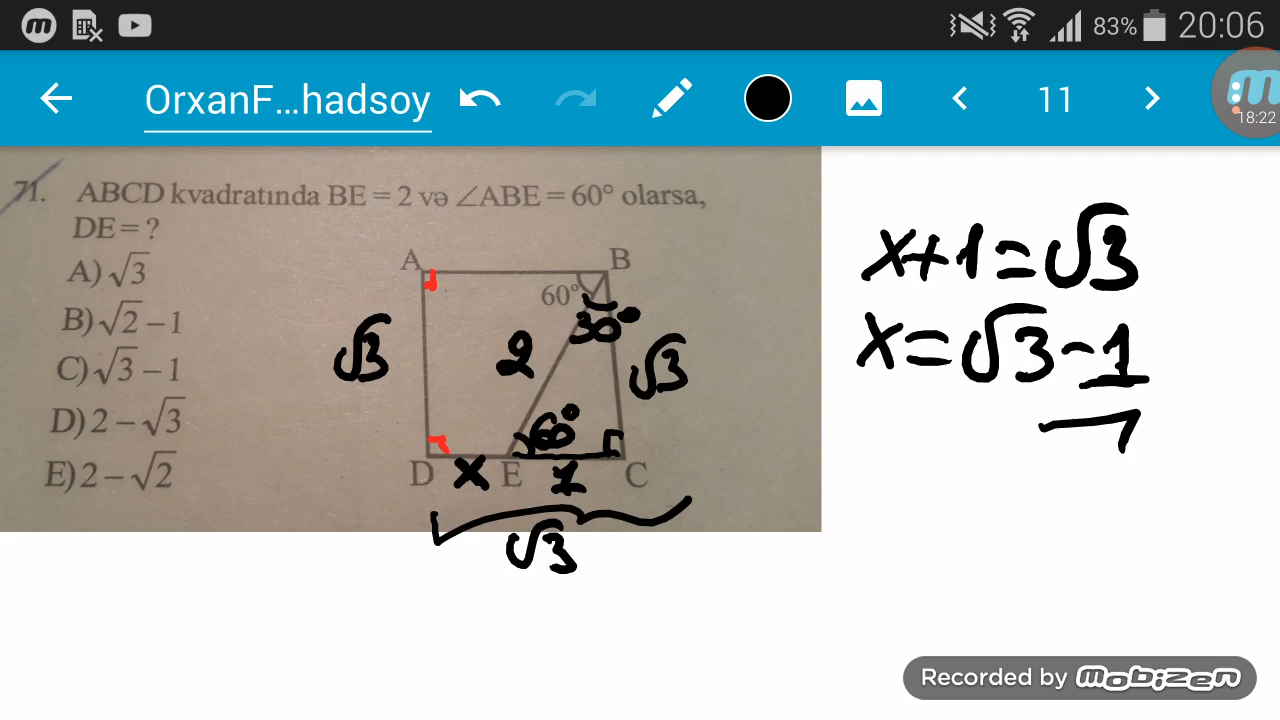 83% 20:06
OrxanF...hadsoy 11
18:22
71. ABCD kvadratında BE = 2 və ∠ABE = 60° olarsa,
DE = ?
A) √3
B) √2 − 1
C) √3 − 1
D) 2 − √3
E) 2 − √2
A B
60°
30°
√3 2 √3
60°
D x E 1 C
√3
x+1=√3
x=√3-1
Recorded by mobizen